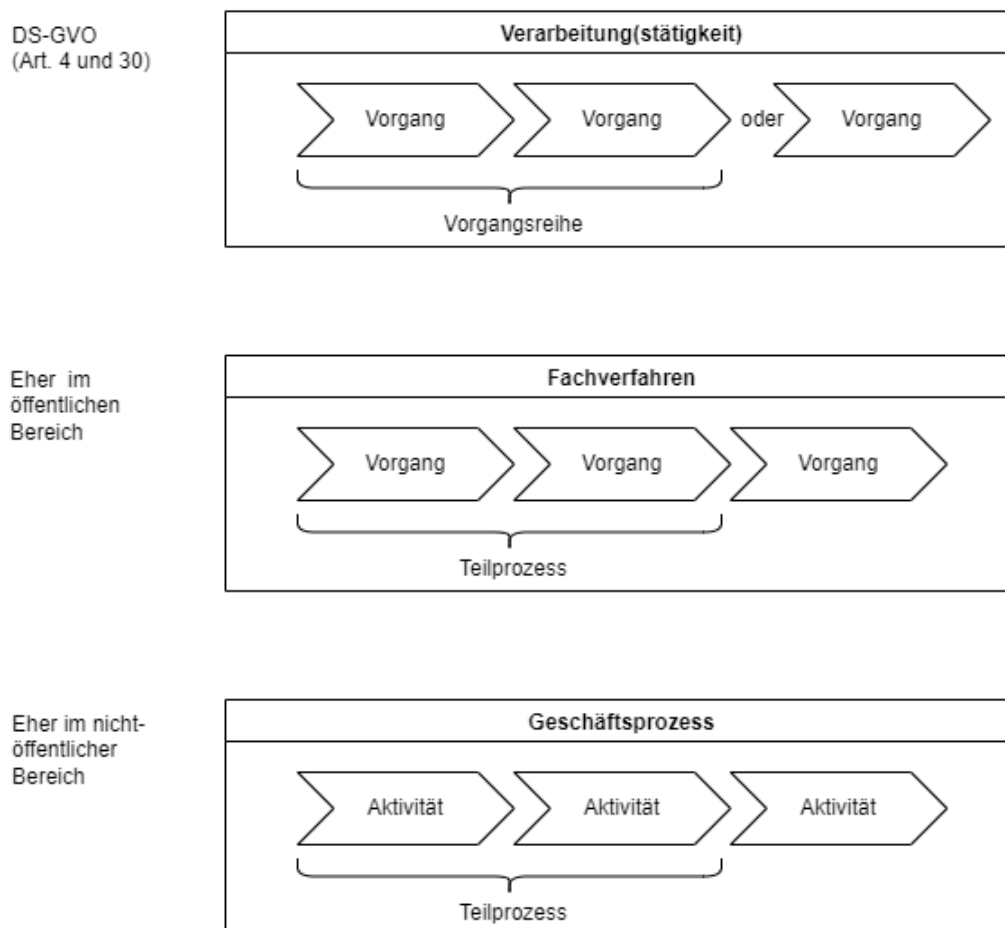 DS-GVO
(Art. 4 und 30)
Verarbeitung(stätigkeit)
Vorgang
Vorgang
oder
Vorgang
Vorgangsreihe
Eher im
öffentlichen
Bereich
Fachverfahren
Vorgang
Vorgang
Vorgang
Teilprozess
Eher im nicht-
öffentlicher
Bereich
Geschäftsprozess
Aktivität
Aktivität
Aktivität
Teilprozess